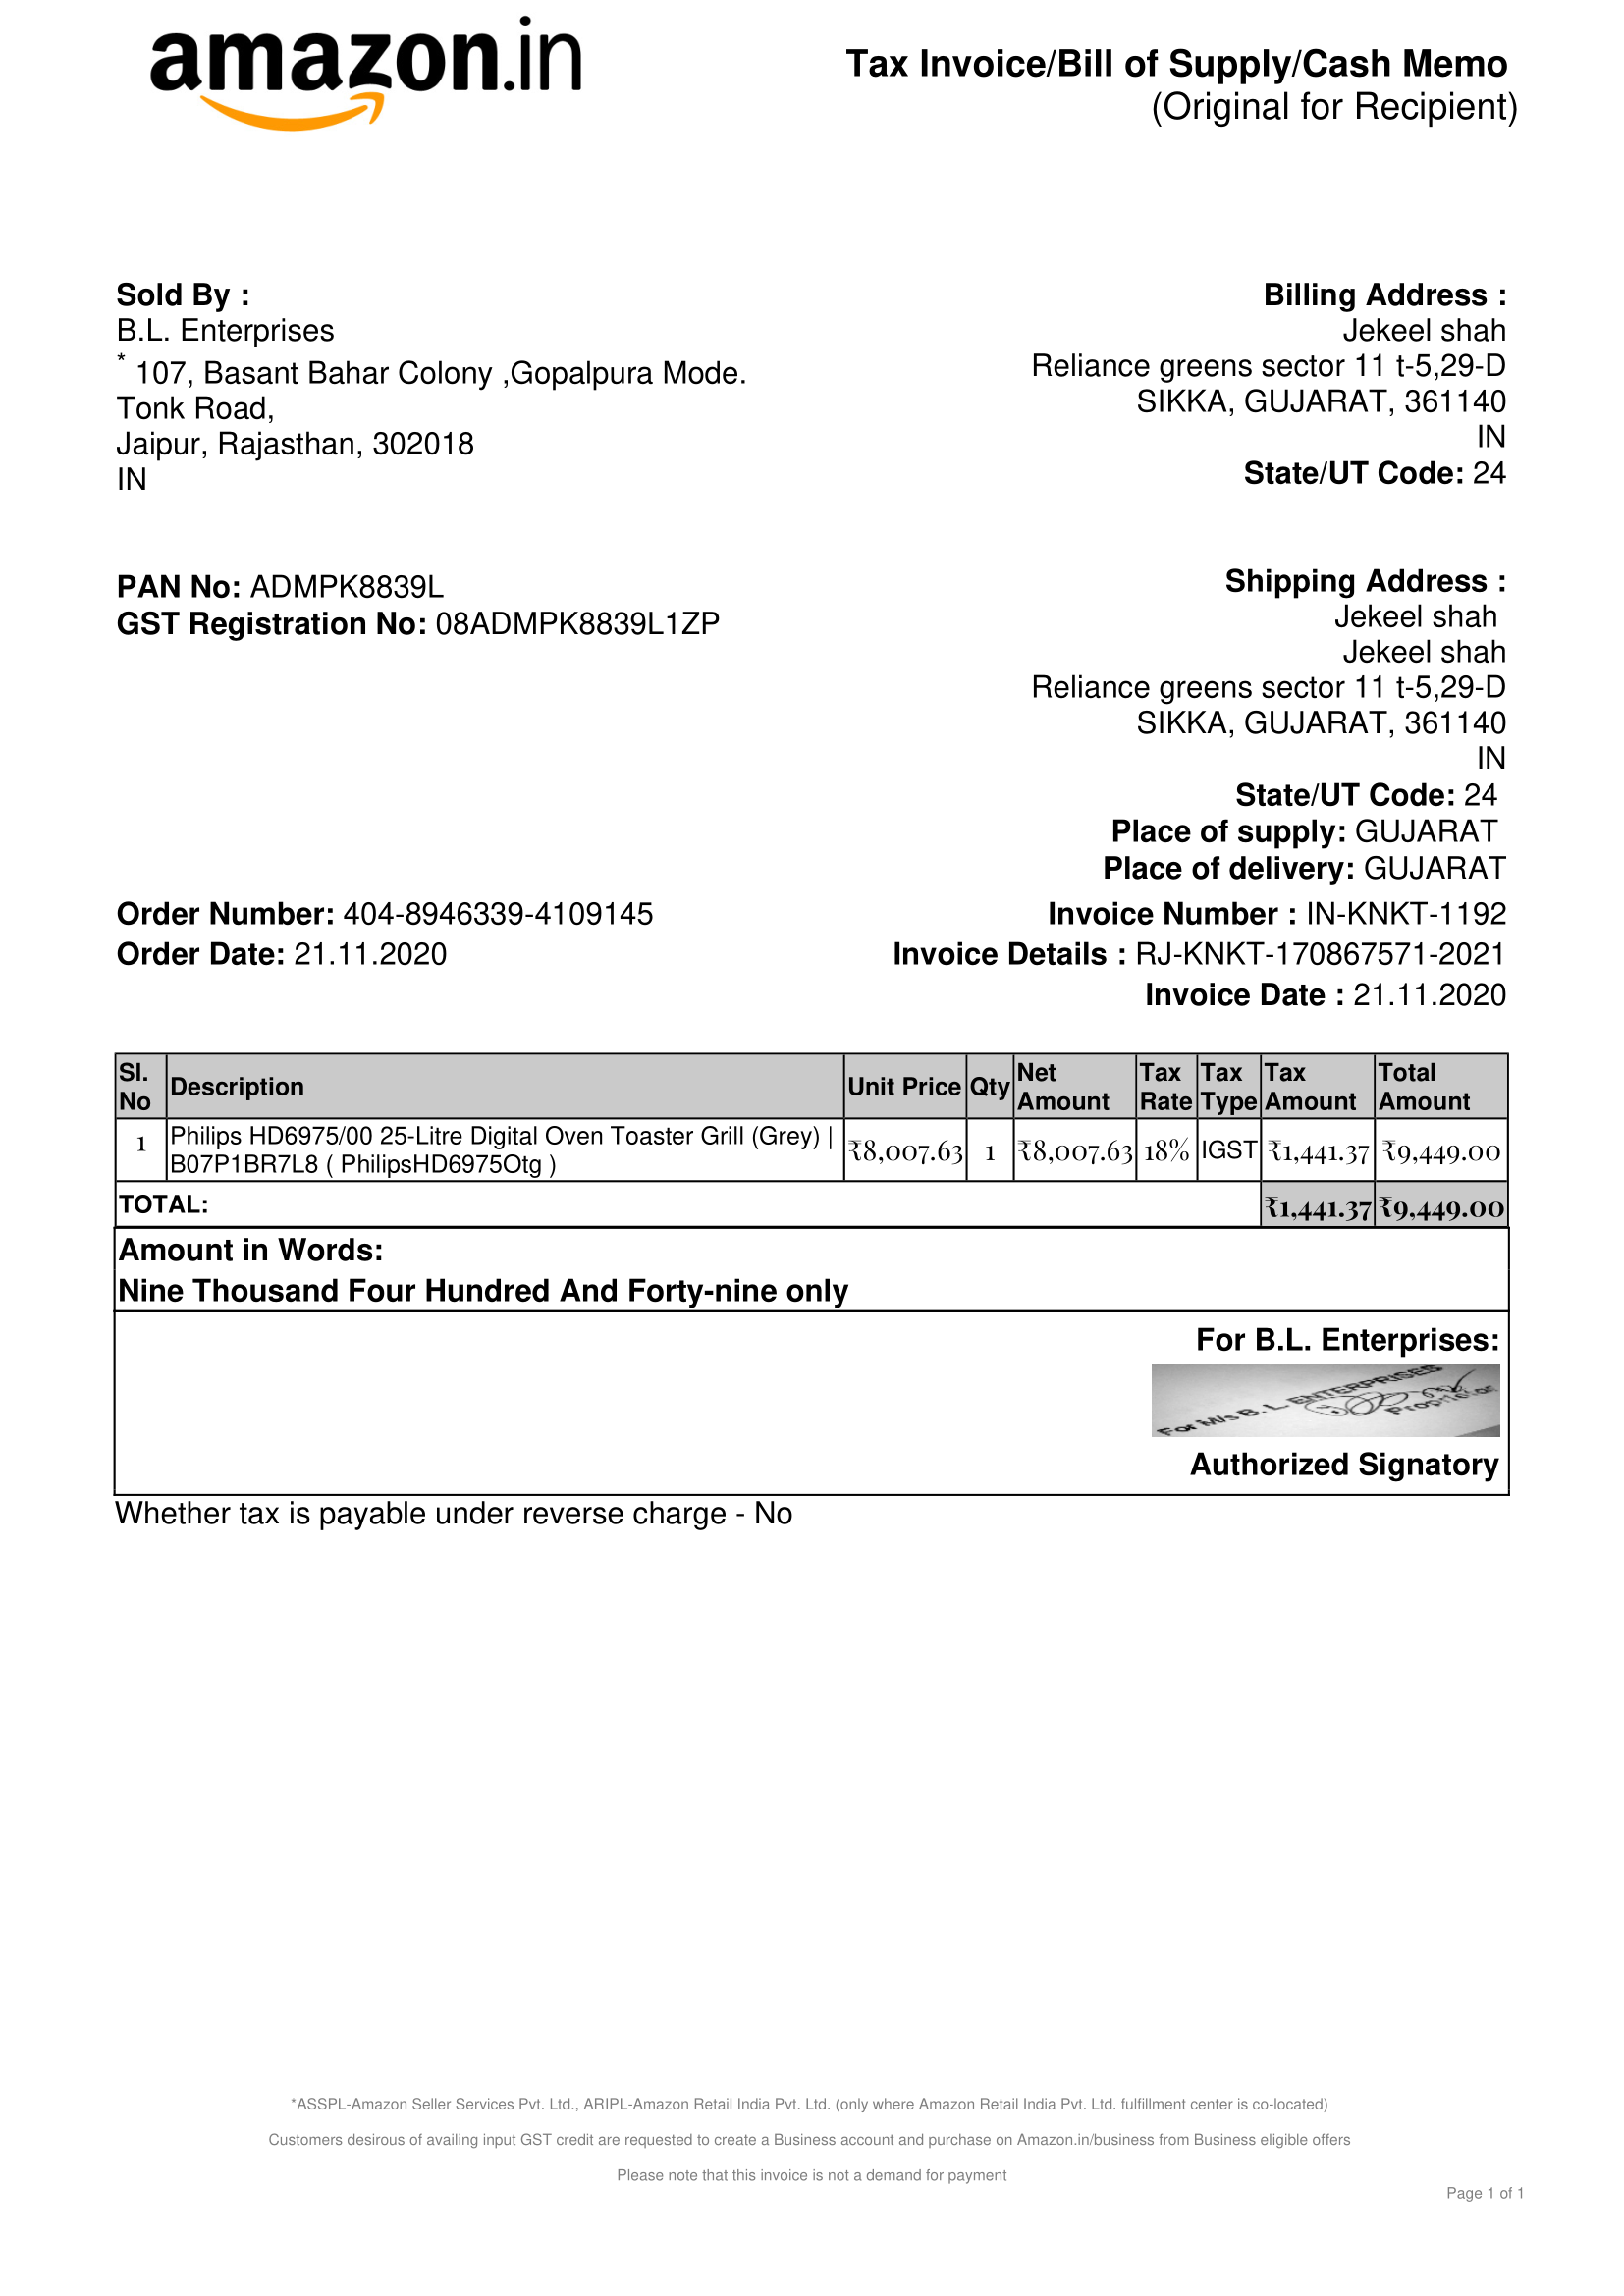 amazon.in
Tax Invoice/Bill of Supply/Cash Memo
(Original for Recipient)
Sold By :
B.L. Enterprises
* 107, Basant Bahar Colony ,Gopalpura Mode.
Tonk Road,
Jaipur, Rajasthan, 302018
IN
Billing Address :
Jekeel shah
Reliance greens sector 11 t-5,29-D
SIKKA, GUJARAT, 361140
IN
State/UT Code: 24
PAN No: ADMPK8839L
GST Registration No: 08ADMPK8839L1ZP
Shipping Address :
Jekeel shah
Jekeel shah
Reliance greens sector 11 t-5,29-D
SIKKA, GUJARAT, 361140
IN
State/UT Code: 24
Place of supply: GUJARAT
Place of delivery: GUJARAT
Order Number: 404-8946339-4109145
Order Date: 21.11.2020
Invoice Number : IN-KNKT-1192
Invoice Details : RJ-KNKT-170867571-2021
Invoice Date : 21.11.2020
Sl. No Description Unit Price Qty Net Amount Tax Rate Tax Type Tax Amount Total Amount
1 Philips HD6975/00 25-Litre Digital Oven Toaster Grill (Grey) | ₹8,007.63 1 ₹8,007.63 18% IGST ₹1,441.37 ₹9,449.00
B07P1BR7L8 ( PhilipsHD6975Otg )
TOTAL: ₹1,441.37 ₹9,449.00
Amount in Words:
Nine Thousand Four Hundred And Forty-nine only
For B.L. Enterprises:
For M/s B. L. ENTERPRISES
Proprietor
Authorized Signatory
Whether tax is payable under reverse charge - No
*ASSPL-Amazon Seller Services Pvt. Ltd., ARIPL-Amazon Retail India Pvt. Ltd. (only where Amazon Retail India Pvt. Ltd. fulfillment center is co-located)
Customers desirous of availing input GST credit are requested to create a Business account and purchase on Amazon.in/business from Business eligible offers
Please note that this invoice is not a demand for payment
Page 1 of 1